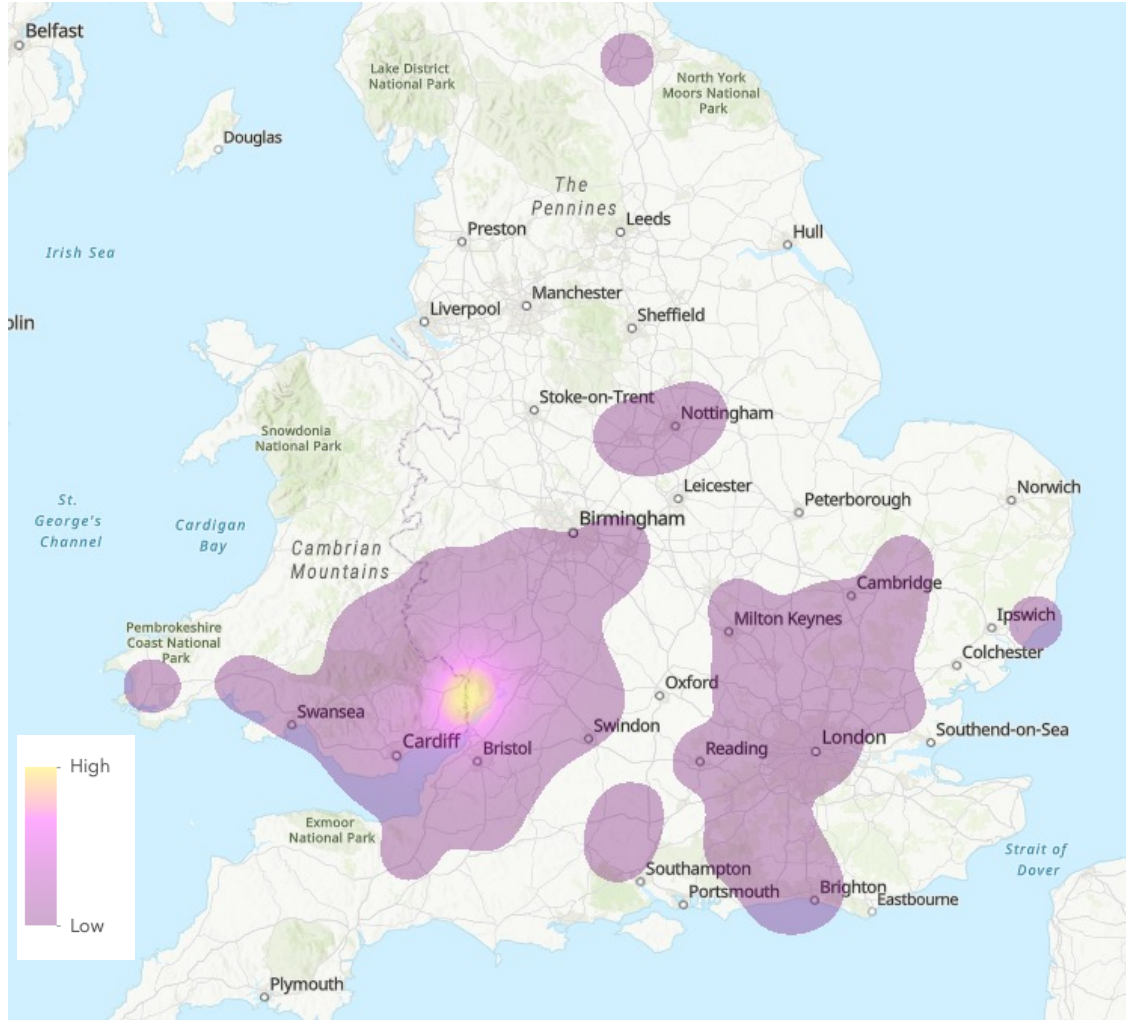 Belfast
Lake District
National Park
North York
Moors National
Park
Douglas
The
Pennines
Leeds
Preston
Hull
Irish Sea
Manchester
Liverpool
Sheffield
olin
Stoke-on-Trent
Nottingham
Snowdonia
National Park
Leicester
Norwich
Peterborough
St.
George's
Channel
Cardigan
Bay
Birmingham
Cambrian
Mountains
Cambridge
Pembrokeshire
Coast National
Park
Milton Keynes
Ipswich
Colchester
Oxford
Swansea
Swindon
Southend-on-Sea
Cardiff
Bristol
Reading
London
High
Exmoor
National Park
Strait of
Dover
Southampton
Portsmouth
Brighton
Eastbourne
Low
Plymouth